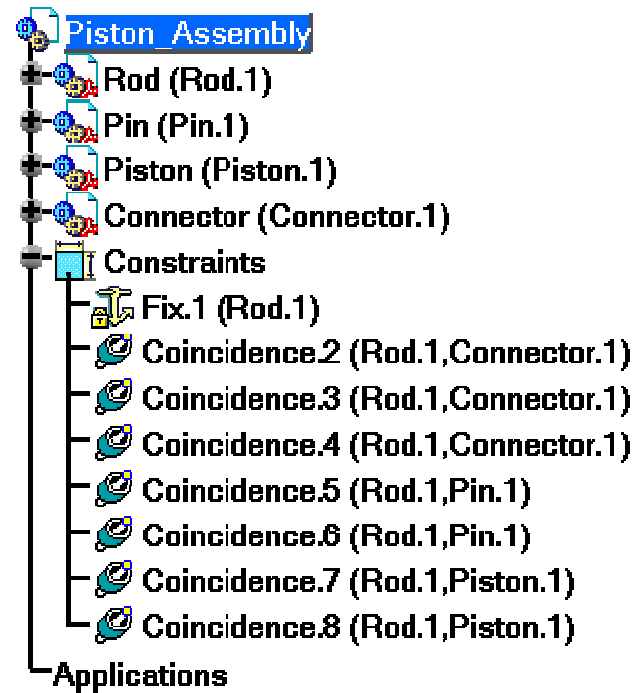 Piston_Assembly
Rod (Rod.1)
Pin (Pin.1)
Piston (Piston.1)
Connector (Connector.1)
Constraints
Fix.1 (Rod.1)
Coincidence.2 (Rod.1,Connector.1)
Coincidence.3 (Rod.1,Connector.1)
Coincidence.4 (Rod.1,Connector.1)
Coincidence.5 (Rod.1,Pin.1)
Coincidence.6 (Rod.1,Pin.1)
Coincidence.7 (Rod.1,Piston.1)
Coincidence.8 (Rod.1,Piston.1)
Applications